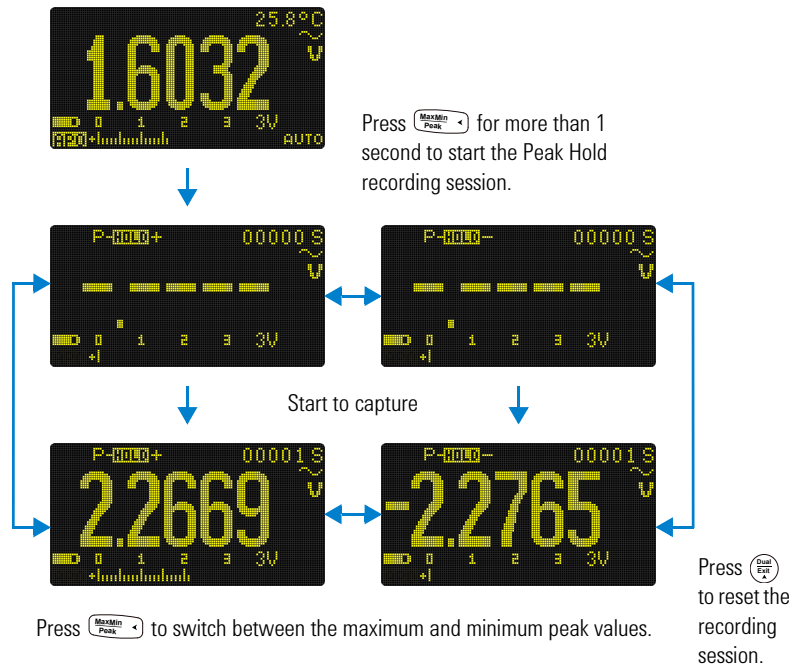 25.8°C
1.6032 V
0 1 2 3 3V
APO + AUTO
Press MaxMin Peak for more than 1
second to start the Peak Hold
recording session.
P-HOLD+ 00000 S
- ----
. V
0 1 2 3 3V
+
P-HOLD- 00000 S
- ----
. V
0 1 2 3 3V
+
Start to capture
P-HOLD+ 00001 S
2.2669 V
0 1 2 3 3V
+
P-HOLD- 00001 S
-2.2765 V
0 1 2 3 3V
+
Press Dual Exit
to reset the
recording
session.
Press MaxMin Peak to switch between the maximum and minimum peak values.